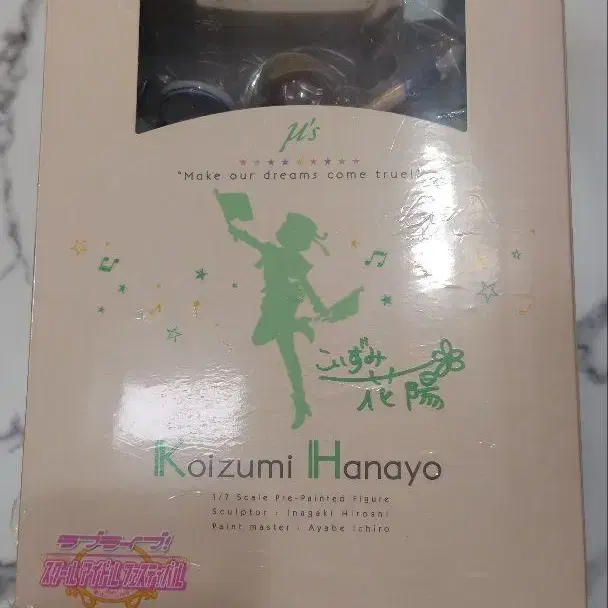 μ's
"Make our dreams come true!"
こいずみ
花陽
Koizumi Hanayo
1/7 Scale Pre-Painted Figure
Sculptor : Inagaki Hiroshi
Paint master : Ayabe Ichiro
ラブライブ!
スクールアイドルフェスティバル